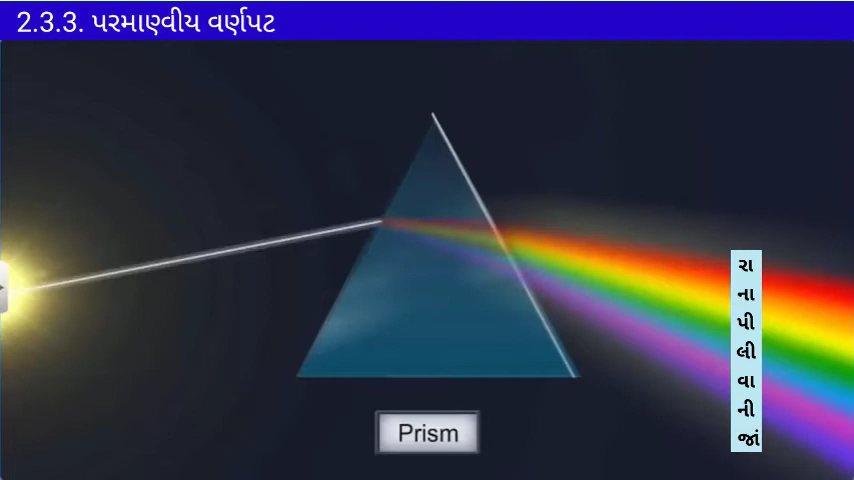 2.3.3. પરમાણ્વીય વર્ણપટ
રા
ના
પી
લી
વા
ની
જાં
Prism